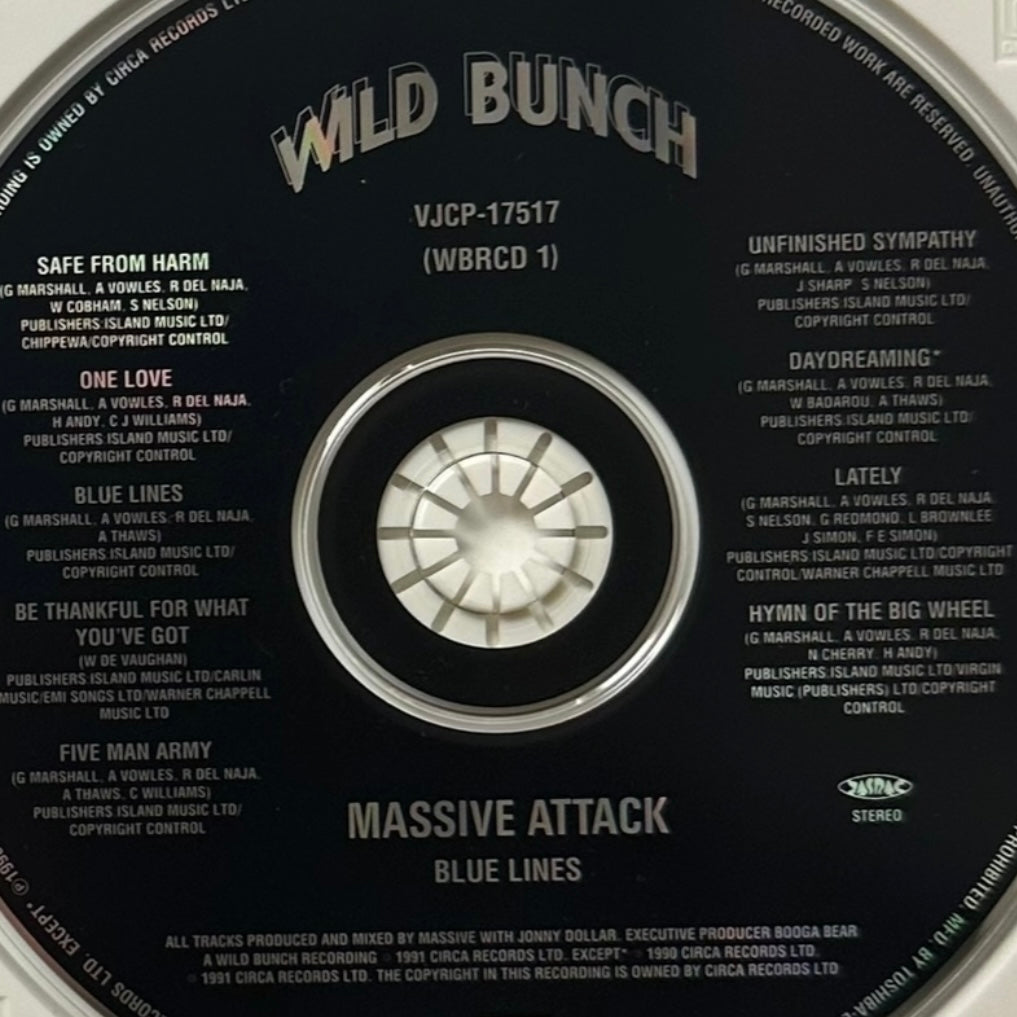 WILD BUNCH
VJCP-17517
(WBRCD 1)
SAFE FROM HARM
(G MARSHALL, A VOWLES, R DEL NAJA,
W COBHAM, S NELSON)
PUBLISHERS:ISLAND MUSIC LTD/
CHIPPEWA/COPYRIGHT CONTROL
ONE LOVE
(G MARSHALL, A VOWLES, R DEL NAJA,
H ANDY, C J WILLIAMS)
PUBLISHERS:ISLAND MUSIC LTD/
COPYRIGHT CONTROL
BLUE LINES
(G MARSHALL, A VOWLES, R DEL NAJA,
A THAWS)
PUBLISHERS:ISLAND MUSIC LTD/
COPYRIGHT CONTROL
BE THANKFUL FOR WHAT
YOU'VE GOT
(W DE VAUGHAN)
PUBLISHERS:ISLAND MUSIC LTD/CARLIN
MUSIC/EMI SONGS LTD/WARNER CHAPPELL
MUSIC LTD
FIVE MAN ARMY
(G MARSHALL, A VOWLES, R DEL NAJA,
A THAWS, C WILLIAMS)
PUBLISHERS:ISLAND MUSIC LTD/
COPYRIGHT CONTROL
UNFINISHED SYMPATHY
(G MARSHALL, A VOWLES, R DEL NAJA,
J SHARP, S NELSON)
PUBLISHERS:ISLAND MUSIC LTD/
COPYRIGHT CONTROL
DAYDREAMING*
(G MARSHALL, A VOWLES, R DEL NAJA,
W BADAROU, A THAWS)
PUBLISHERS:ISLAND MUSIC LTD/
COPYRIGHT CONTROL
LATELY
(G MARSHALL, A VOWLES, R DEL NAJA,
S NELSON, G REDMOND, L BROWNLEE
J SIMON, F E SIMON)
PUBLISHERS:ISLAND MUSIC LTD/COPYRIGHT
CONTROL/WARNER CHAPPELL MUSIC LTD
HYMN OF THE BIG WHEEL
(G MARSHALL, A VOWLES, R DEL NAJA,
N CHERRY, H ANDY)
PUBLISHERS:ISLAND MUSIC LTD/VIRGIN
MUSIC (PUBLISHERS) LTD/COPYRIGHT
CONTROL
JASRAC
STEREO
MASSIVE ATTACK
BLUE LINES
ALL TRACKS PRODUCED AND MIXED BY MASSIVE WITH JONNY DOLLAR. EXECUTIVE PRODUCER BOOGA BEAR
A WILD BUNCH RECORDING ℗ 1991 CIRCA RECORDS LTD. EXCEPT* ℗ 1990 CIRCA RECORDS LTD.
© 1991 CIRCA RECORDS LTD. THE COPYRIGHT IN THIS RECORDING IS OWNED BY CIRCA RECORDS LTD
LTD. EXCEPT* ℗
IS OWNED BY CIRCA RECORDS
RECORDED WORK ARE RESERVED.
PROHIBITED. MF'D. BY TOSHIBA-